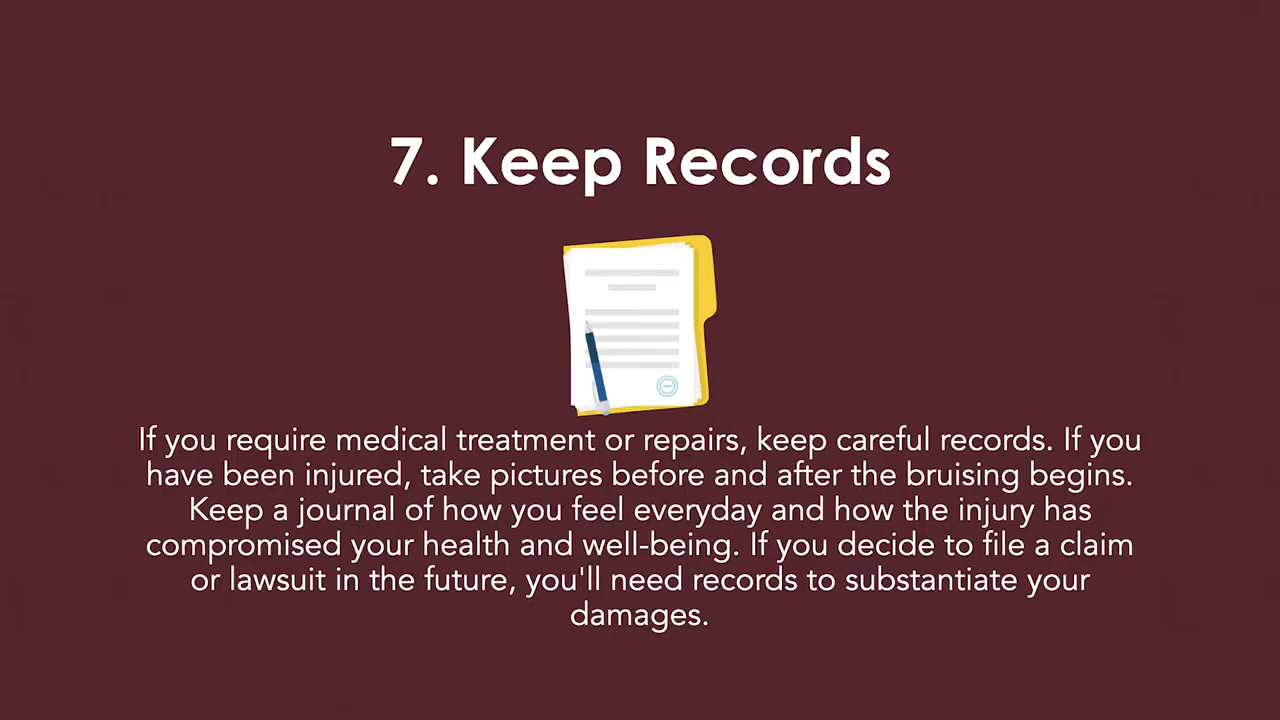 7. Keep Records
If you require medical treatment or repairs, keep careful records. If you
have been injured, take pictures before and after the bruising begins.
Keep a journal of how you feel everyday and how the injury has
compromised your health and well-being. If you decide to file a claim
or lawsuit in the future, you'll need records to substantiate your
damages.